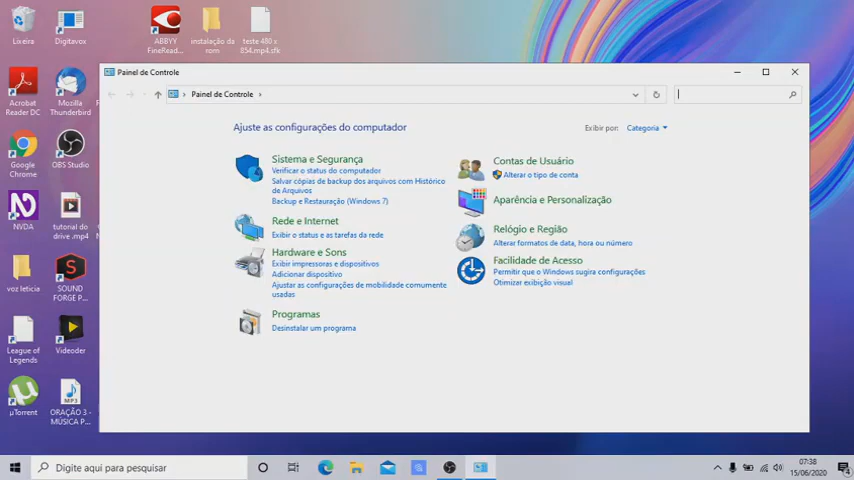 Lixeira
Digitavox
ABBYY
FineRead...
instalação da
rom
teste 480 x
854.mp4.sfk
Acrobat
Reader DC
Mozilla
Thunderbird
Google
Chrome
OBS Studio
NVDA
tutorial do
drive .mp4
voz leticia
SOUND
FORGE P...
League of
Legends
Videoder
µTorrent
MP3
ORAÇÃO 3 -
MÚSICA P...
Painel de Controle
Painel de Controle
Ajuste as configurações do computador
Exibir por: Categoria
Sistema e Segurança
Verificar o status do computador
Salvar cópias de backup dos arquivos com Histórico
de Arquivos
Backup e Restauração (Windows 7)
Rede e Internet
Exibir o status e as tarefas da rede
Hardware e Sons
Exibir impressoras e dispositivos
Adicionar dispositivo
Ajustar as configurações de mobilidade comumente
usadas
Programas
Desinstalar um programa
Contas de Usuário
Alterar o tipo de conta
Aparência e Personalização
Relógio e Região
Alterar formatos de data, hora ou número
Facilidade de Acesso
Permitir que o Windows sugira configurações
Otimizar exibição visual
Digite aqui para pesquisar
07:38
15/06/2020
4